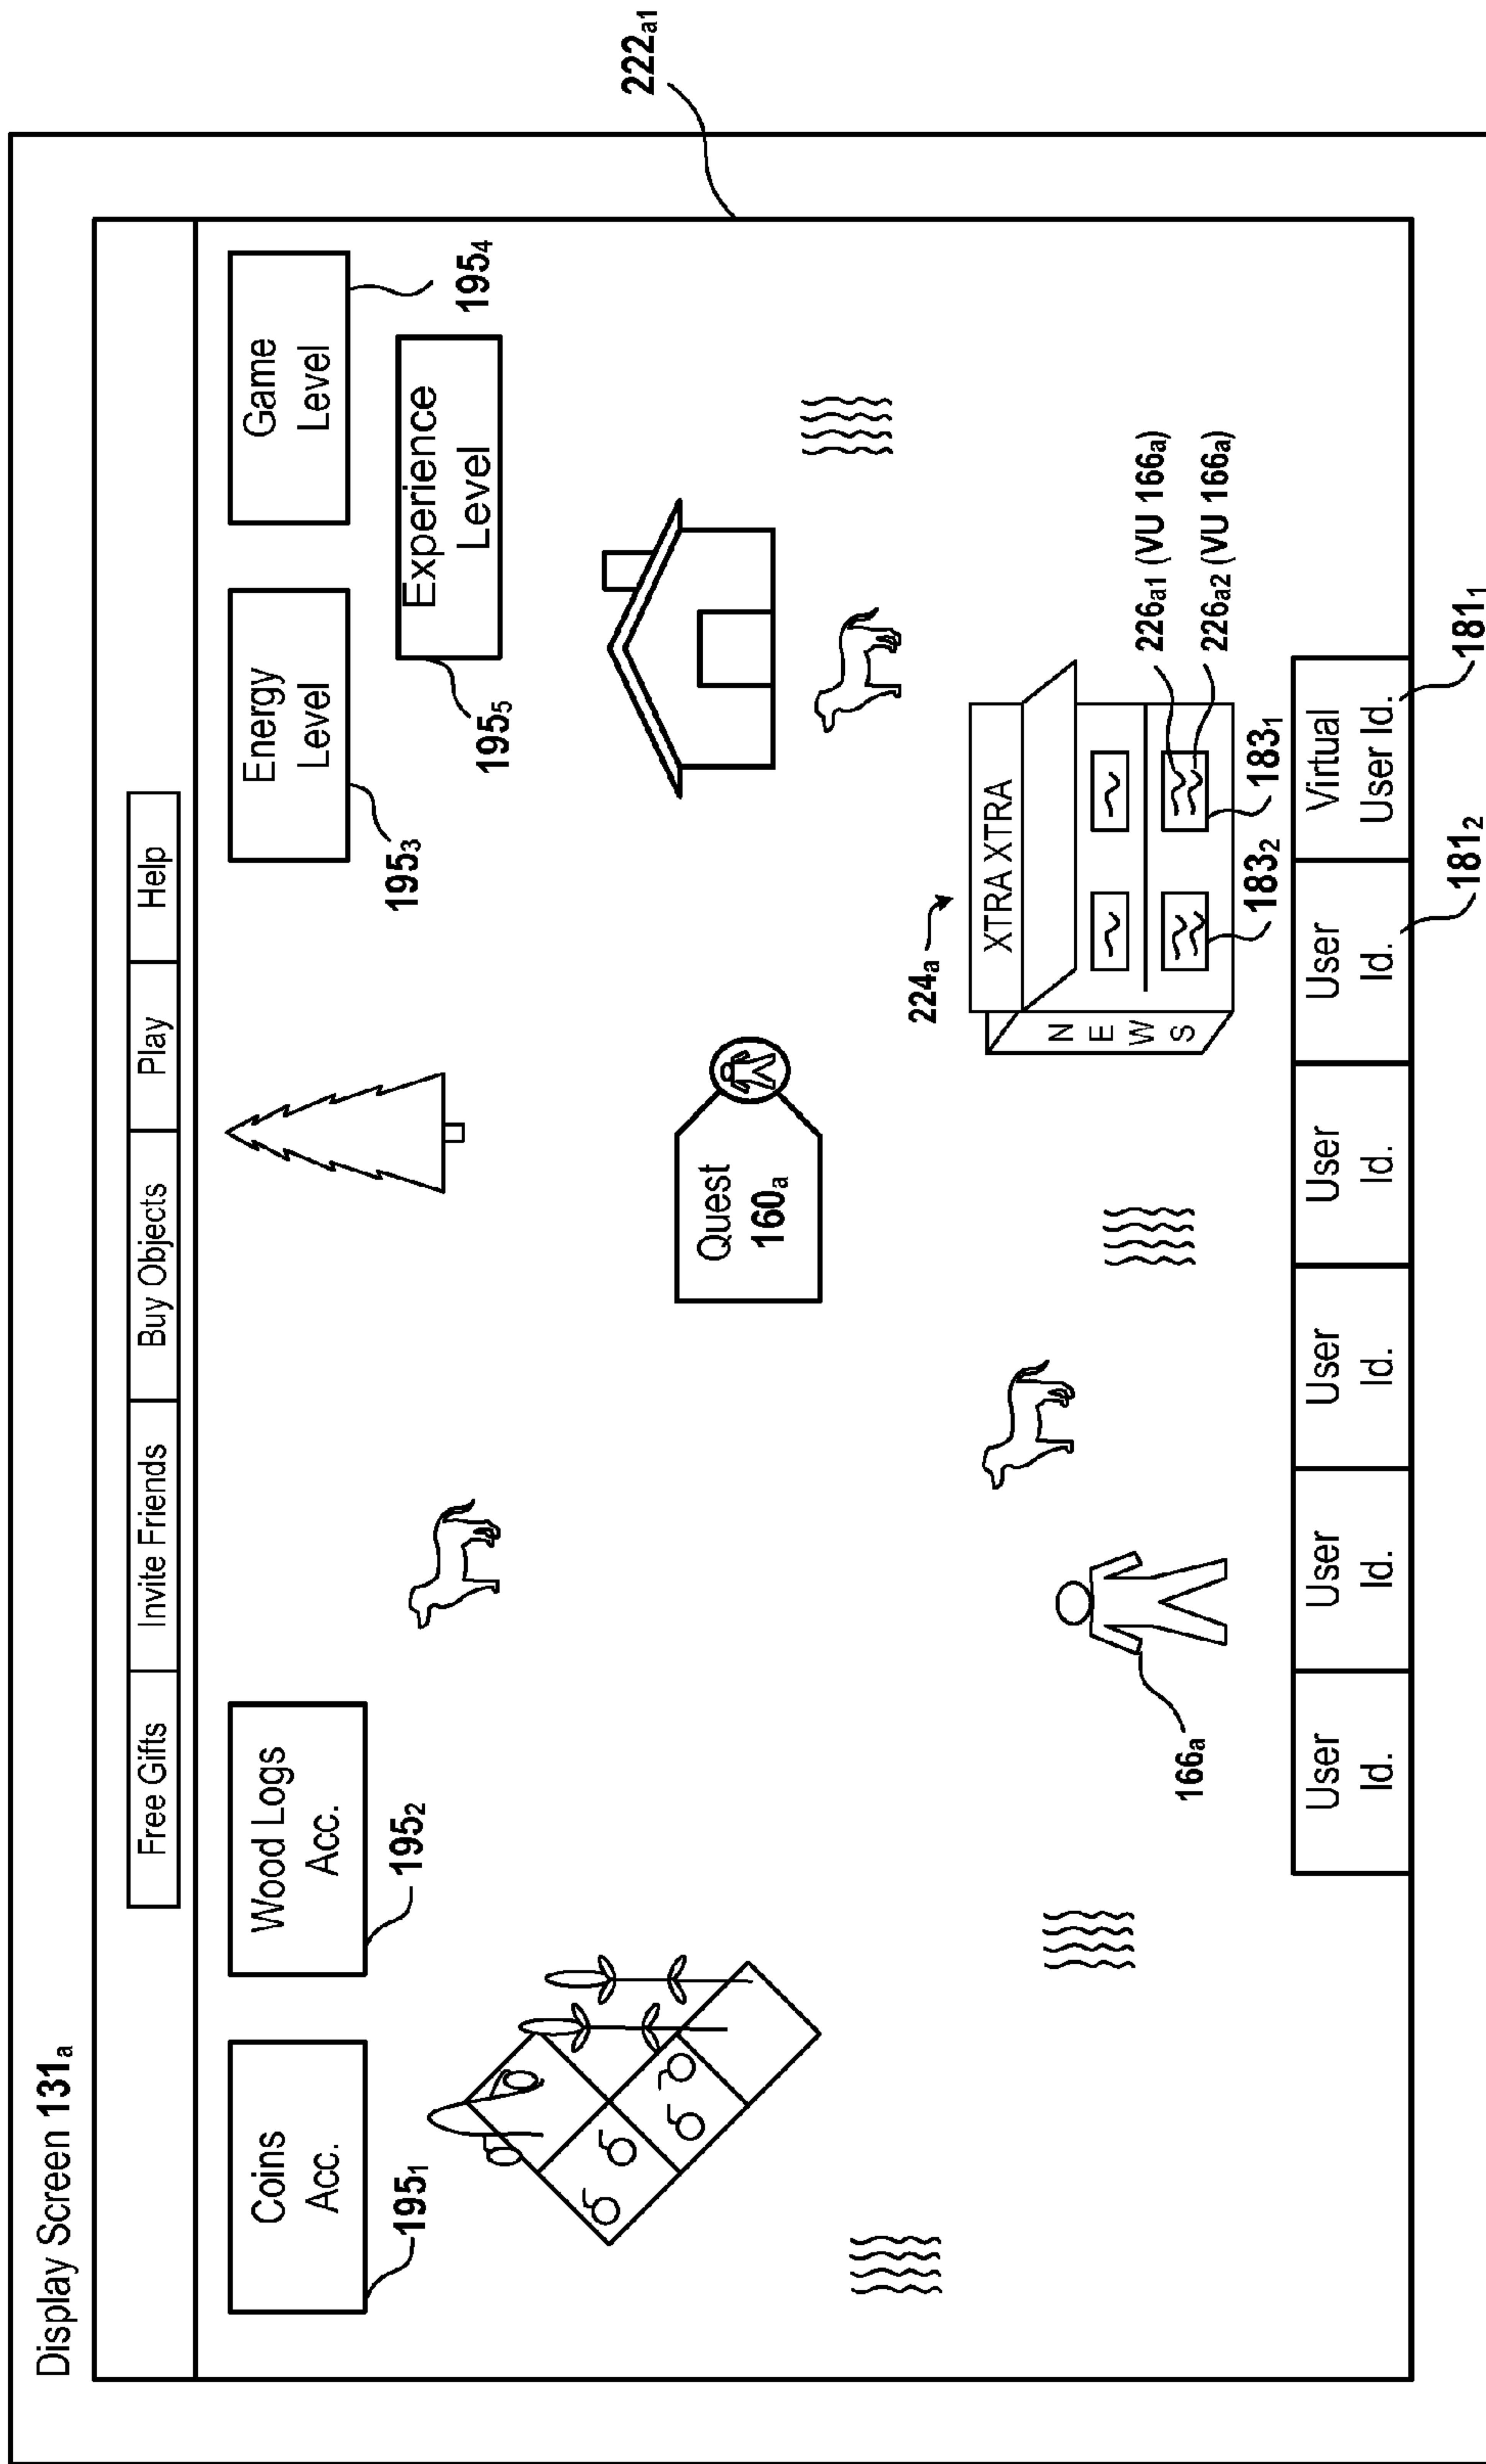 Display Screen 131a
222a1
Free Gifts
Invite Friends
Buy Objects
Play
Help
Coins
Acc.
195₁
Wood Logs
Acc.
195₂
Energy
Level
195₃
Game
Level
195₄
Experience
Level
195₅
Quest
160a
224a
XTRA XTRA
N
E
W
S
226a1 (VU 166a)
226a2 (VU 166a)
183₂
183₁
166a
User
Id.
User
Id.
User
Id.
User
Id.
User
Id.
Virtual
User Id.
181₂
181₁